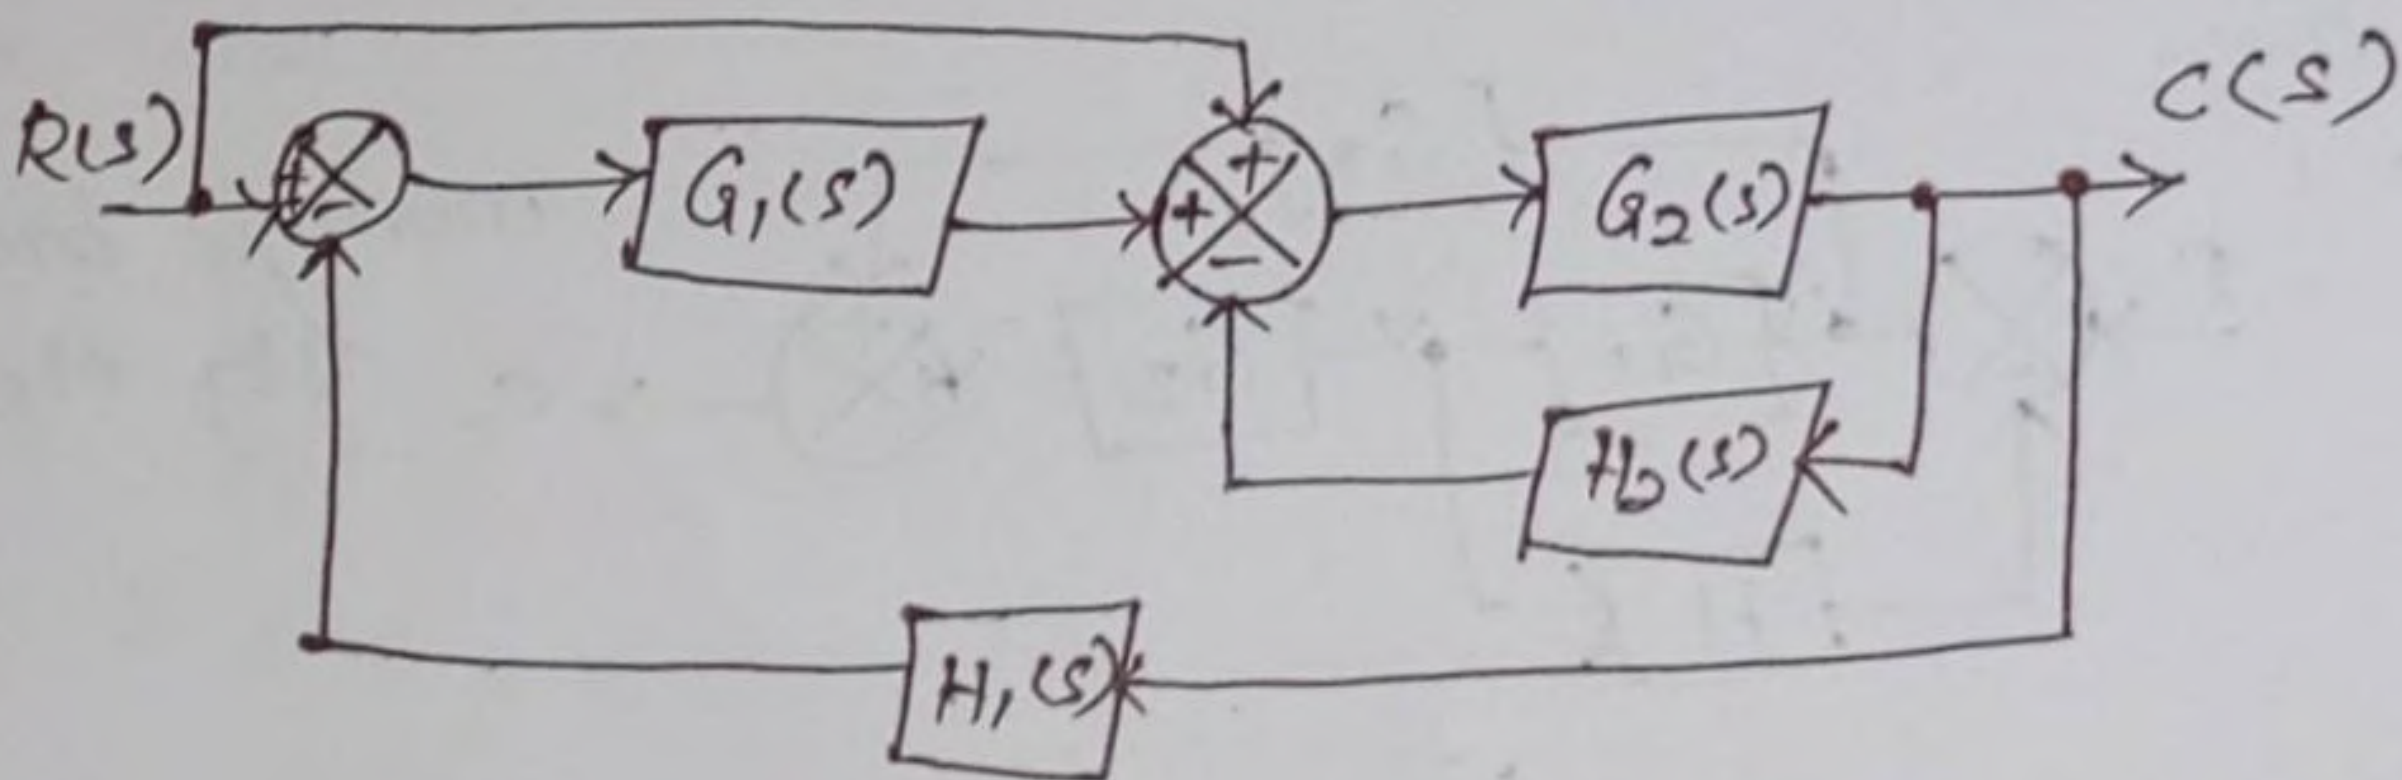 R(s)
+
-
G1(s)
+
+
-
G2(s)
C(s)
H2(s)
H1(s)